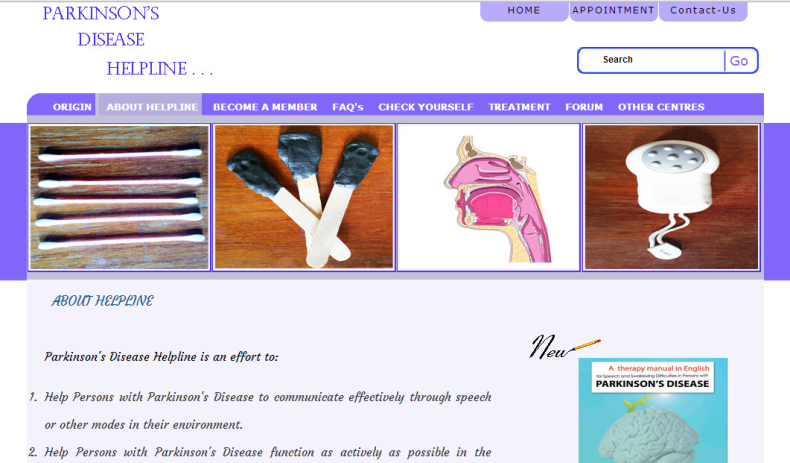 PARKINSON'S
DISEASE
HELPLINE . . .
HOME
APPOINTMENT
Contact-Us
Search
Go
ORIGIN ABOUT HELPLINE BECOME A MEMBER FAQ's CHECK YOURSELF TREATMENT FORUM OTHER CENTRES
ABOUT HELPLINE
Parkinson's Disease Helpline is an effort to:
1. Help Persons with Parkinson's Disease to communicate effectively through speech
or other modes in their environment.
2. Help Persons with Parkinson's Disease function as actively as possible in the
New
A therapy manual in English
for Speech and Swallowing Difficulties in Persons with
PARKINSON'S DISEASE